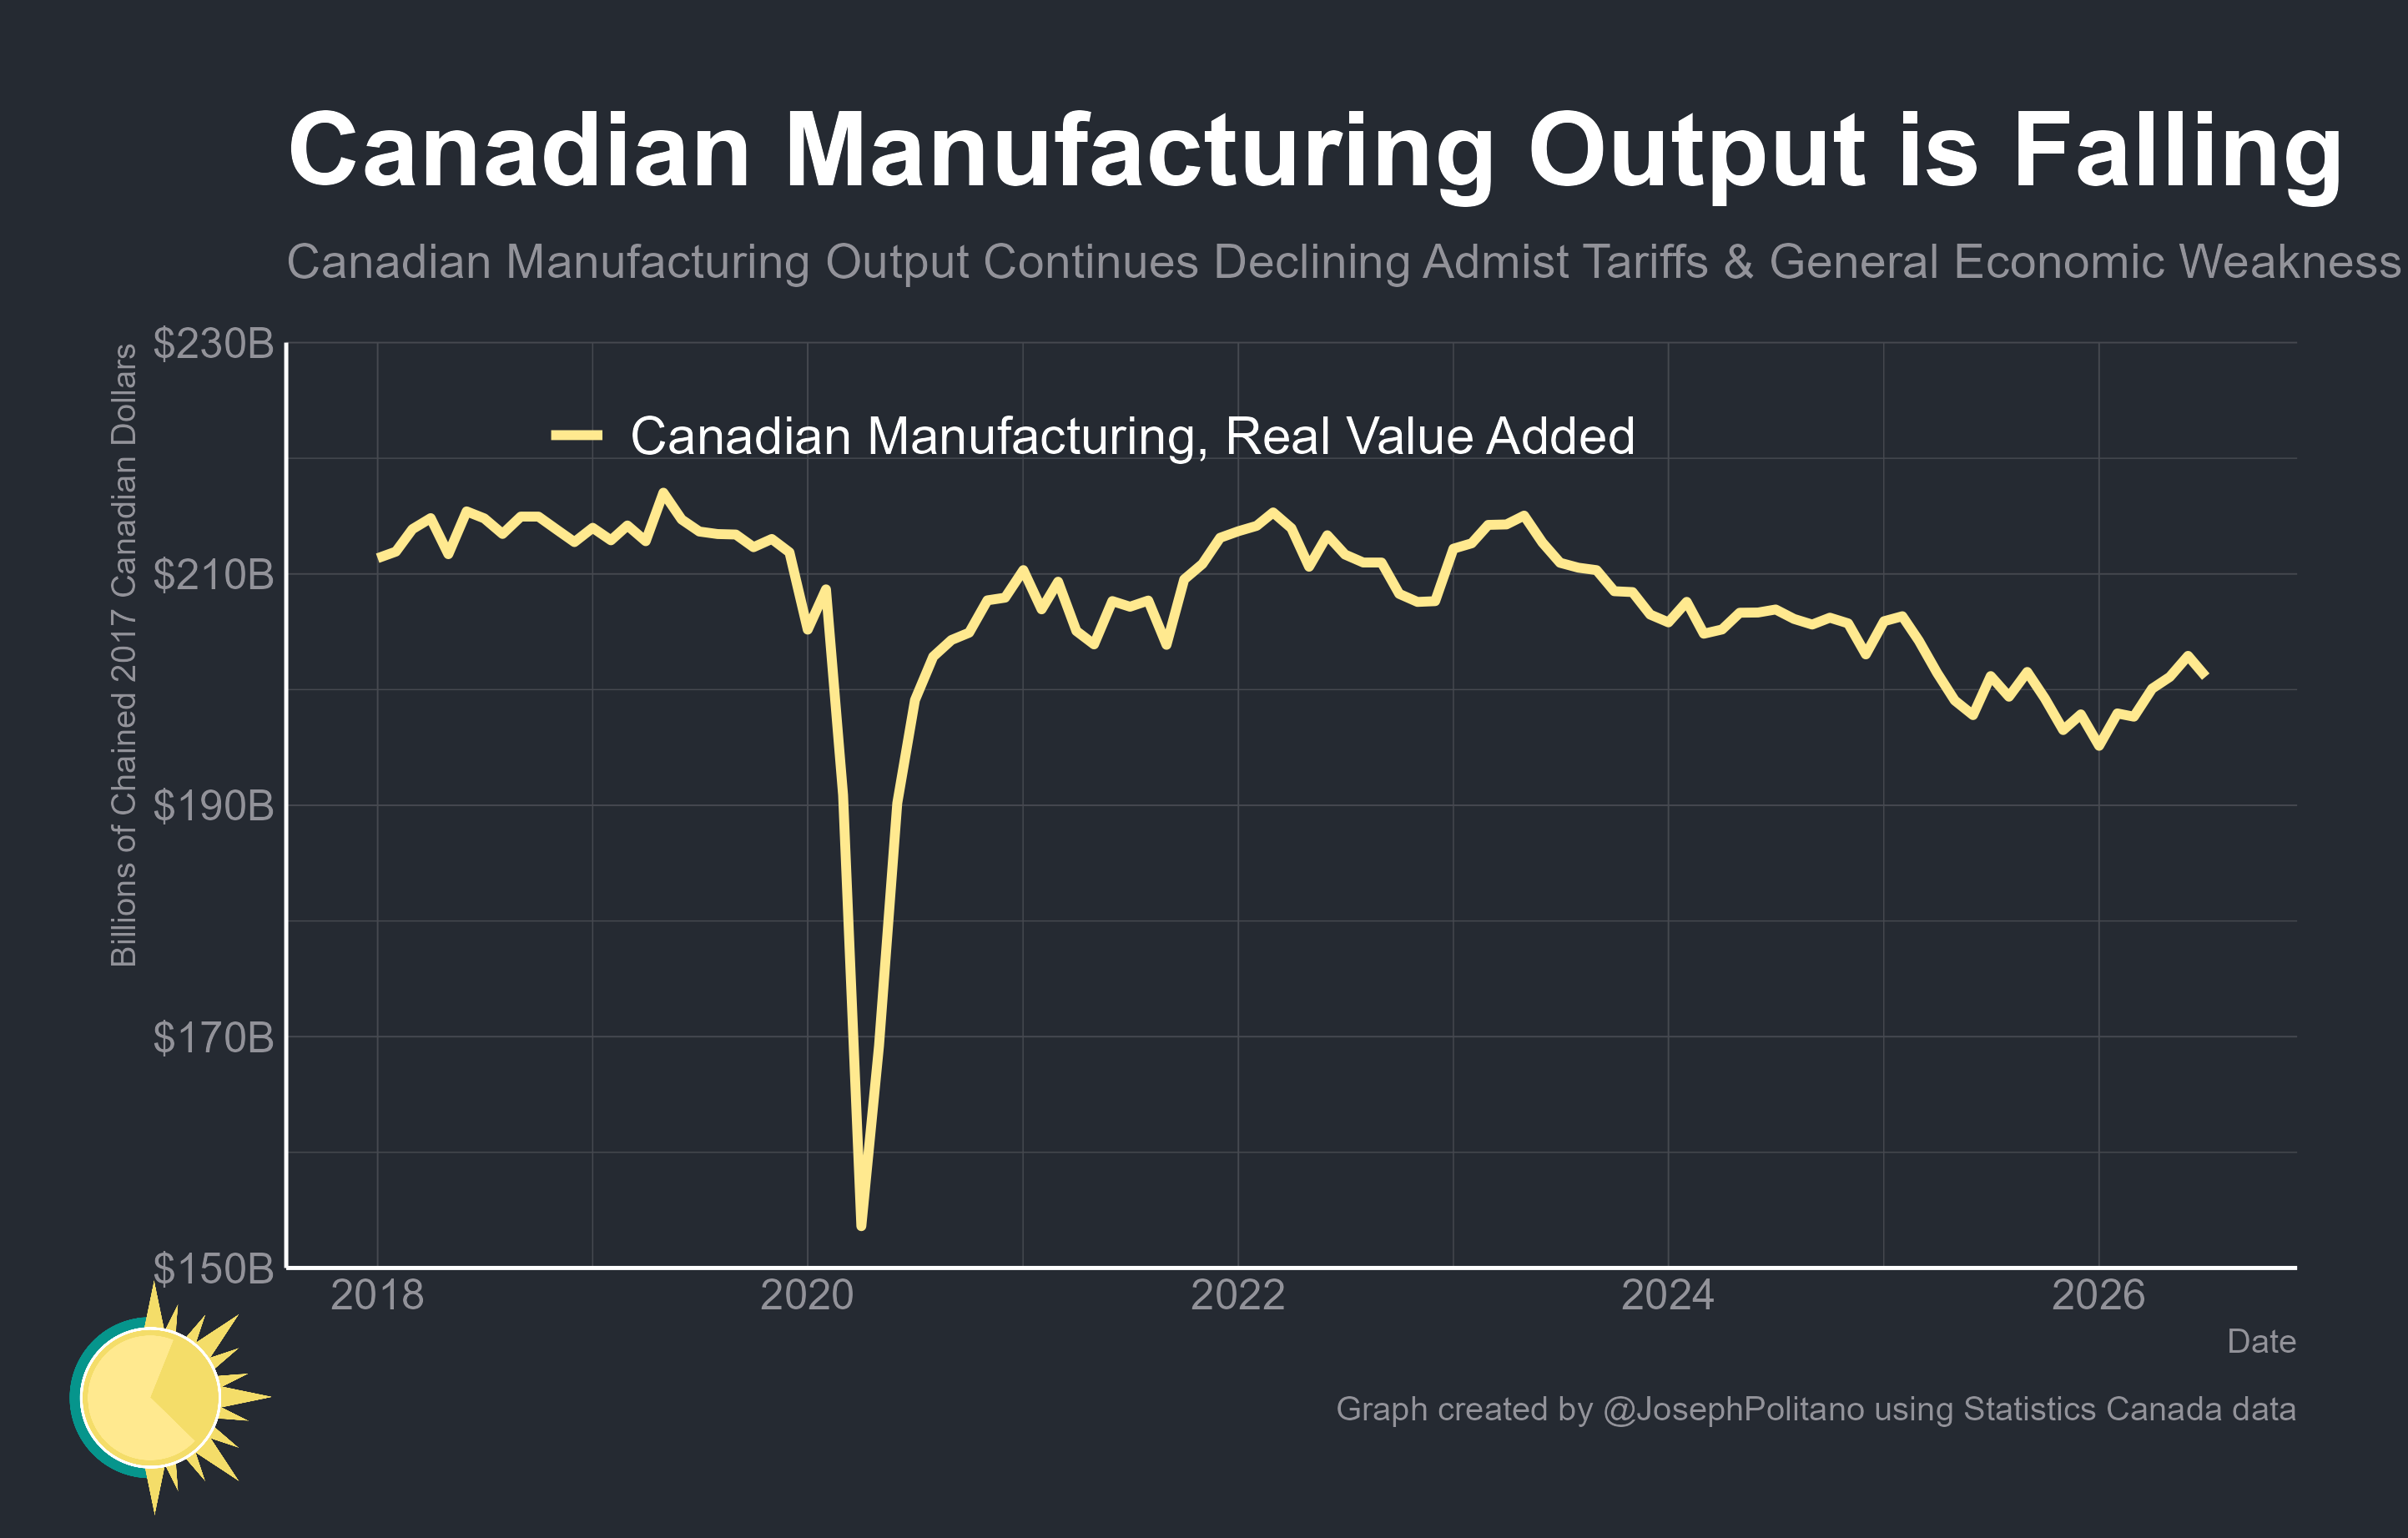 Canadian Manufacturing Output is Falling
Canadian Manufacturing Output Continues Declining Admist Tariffs & General Economic Weakness
Billions of Chained 2017 Canadian Dollars
$230B
$210B
$190B
$170B
$150B
Canadian Manufacturing, Real Value Added
2018
2020
2022
2024
2026
Date
Graph created by @JosephPolitano using Statistics Canada data